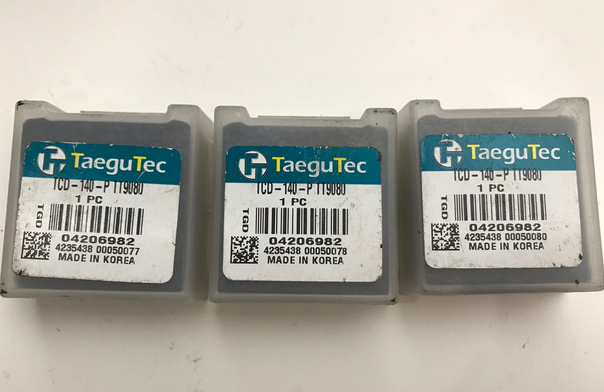 TaeguTec
TCD-140-P TT9080
1 PC
TGD
04206982
4235438 00050077
MADE IN KOREA
TaeguTec
TCD-140-P TT9080
1 PC
TGD
04206982
4235438 00050078
MADE IN KOREA
TaeguTec
TCD-140-P TT9080
1 PC
TGD
04206982
4235438 00050080
MADE IN KOREA